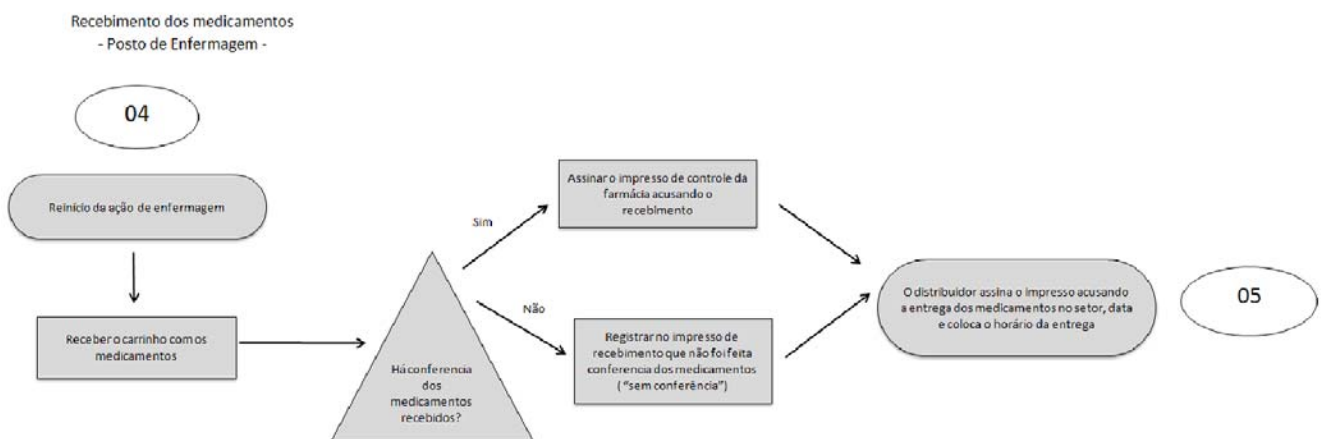 Recebimento dos medicamentos
- Posto de Enfermagem -
04
Reinício da ação de enfermagem
Receber o carrinho com os
medicamentos
Há conferencia
dos
medicamentos
recebidos?
Sim
Assinar o impresso de controle da
farmácia acusando o
recebimento
Não
Registrar no impresso de
recebimento que não foi feita
conferencia dos medicamentos
( “sem conferência”)
O distribuidor assina o impresso acusando
a entrega dos medicamentos no setor, data
e coloca o horário da entrega
05